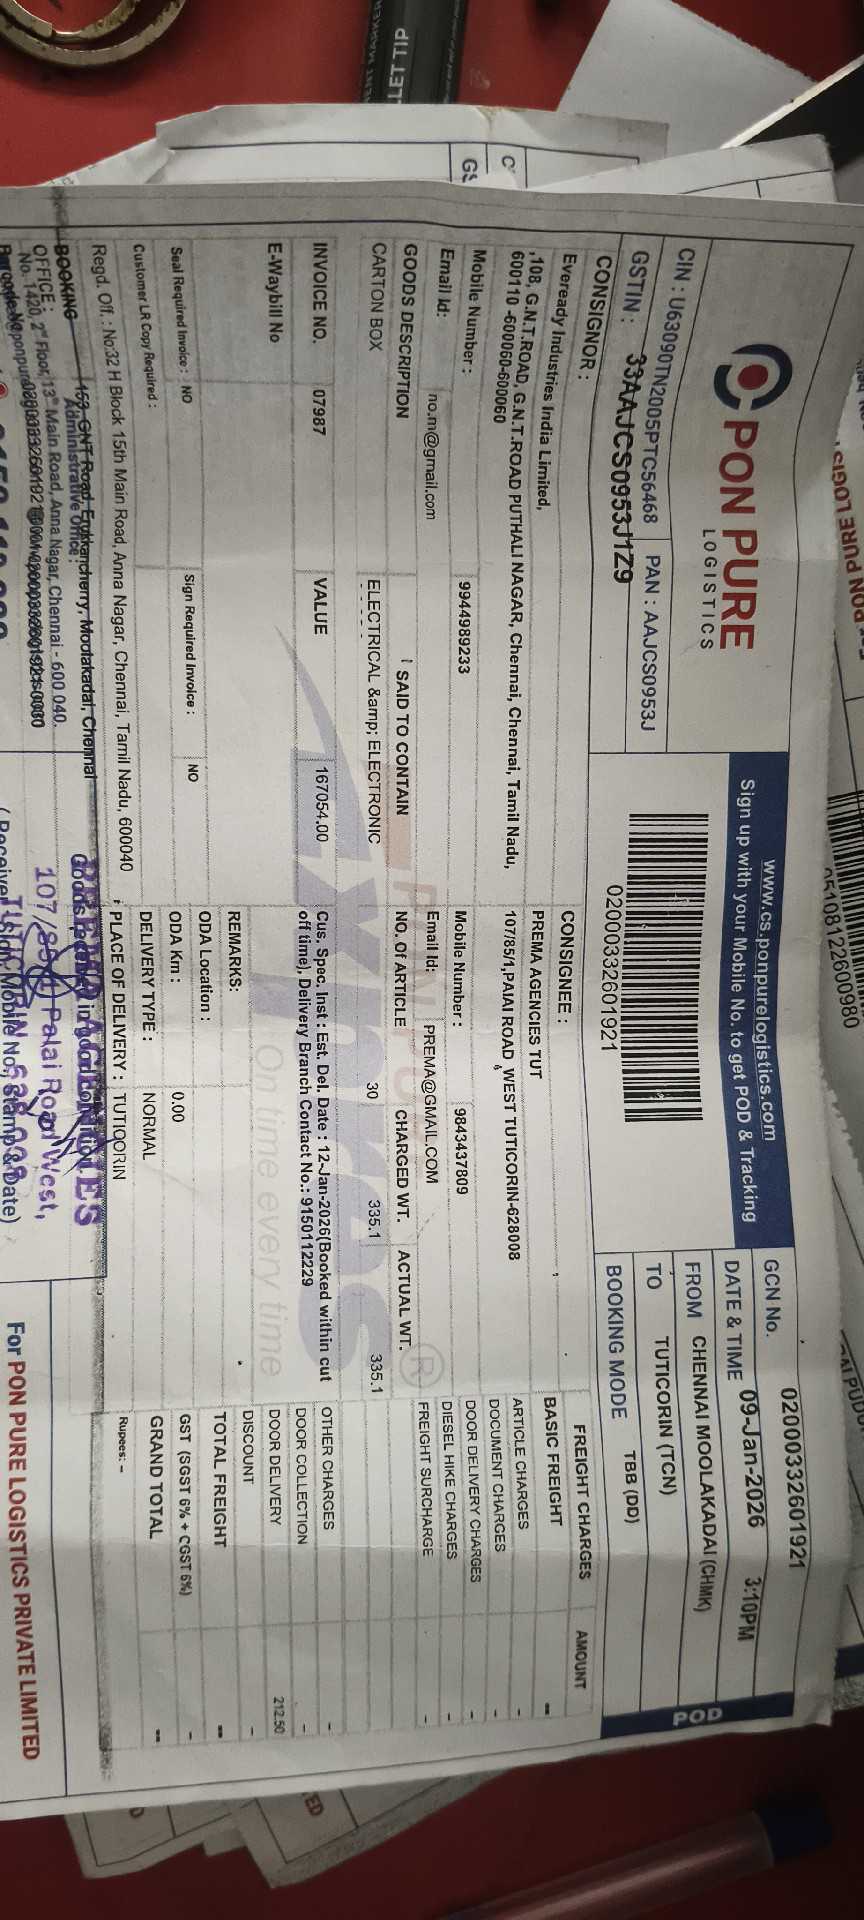 PON PURE
LOGISTICS
www.cs.ponpurelogistics.com
Sign up with your Mobile No. to get POD & Tracking
CIN : U63090TN2005PTC56468 PAN : AAJCS0953J
GSTIN : 33AAJCS0953J1Z9
02000332601921
GCN No. 02000332601921
DATE & TIME 09-Jan-2026 3:10PM
FROM CHENNAI MOOLAKADAI (CHMK)
TO TUTICORIN (TCN)
BOOKING MODE TBB (DD)
POD
CONSIGNOR :
Eveready Industries India Limited,
,108, G.N.T.ROAD, G.N.T.ROAD PUTHALI NAGAR, Chennai, Chennai, Tamil Nadu,
600110 -600060-600060
Mobile Number : 9944989233
Email Id: no.m@gmail.com
CONSIGNEE :
PREMA AGENCIES TUT
107/85/1,PAIAI ROAD WEST TUTICORIN-628008
Mobile Number : 9843437809
Email Id: PREMA@GMAIL.COM
GOODS DESCRIPTION SAID TO CONTAIN NO. Of ARTICLE CHARGED WT. ACTUAL WT.
CARTON BOX ELECTRICAL &amp; ELECTRONIC 30 335.1 335.1
INVOICE NO. 07987 VALUE 167054.00
Cus. Spec. Inst : Est. Del. Date : 12-Jan-2026(Booked within cut
off time), Delivery Branch Contact No.: 9150112229
E-Waybill No
REMARKS:
ODA Location :
ODA Km : 0.00
DELIVERY TYPE : NORMAL
PLACE OF DELIVERY : TUTICORIN
Seal Required Invoice : NO Sign Required Invoice : NO
Customer LR Copy Required :
Regd. Off. : No:32 H Block 15th Main Road, Anna Nagar, Chennai, Tamil Nadu, 600040
FREIGHT CHARGES AMOUNT
BASIC FREIGHT --
ARTICLE CHARGES -
DOCUMENT CHARGES -
DOOR DELIVERY CHARGES -
DIESEL HIKE CHARGES -
FREIGHT SURCHARGE -
OTHER CHARGES -
DOOR COLLECTION -
DOOR DELIVERY 212.50
DISCOUNT -
TOTAL FREIGHT --
GST (SGST 6% + CGST 6%) -
GRAND TOTAL --
Rupees: --
BOOKING
OFFICE :
Administrative Office :
No. 1420, 2nd Floor, 13th Main Road, Anna Nagar, Chennai - 600 040.
On time every time
107/85/1 Palai Road West,
For PON PURE LOGISTICS PRIVATE LIMITED
LET TIP
PON PURE LOGIS